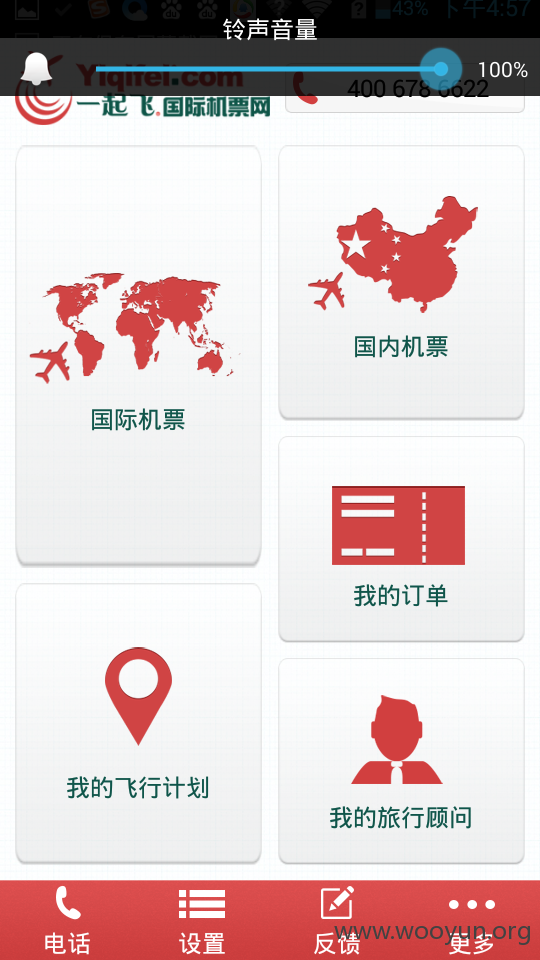 43% 下午4:57
铃声音量
100%
Yiqifei.com
一起飞.国际机票网
400 678 6622
国际机票
国内机票
我的订单
我的飞行计划
我的旅行顾问
电话
设置
反馈
更多
www.wooyun.org